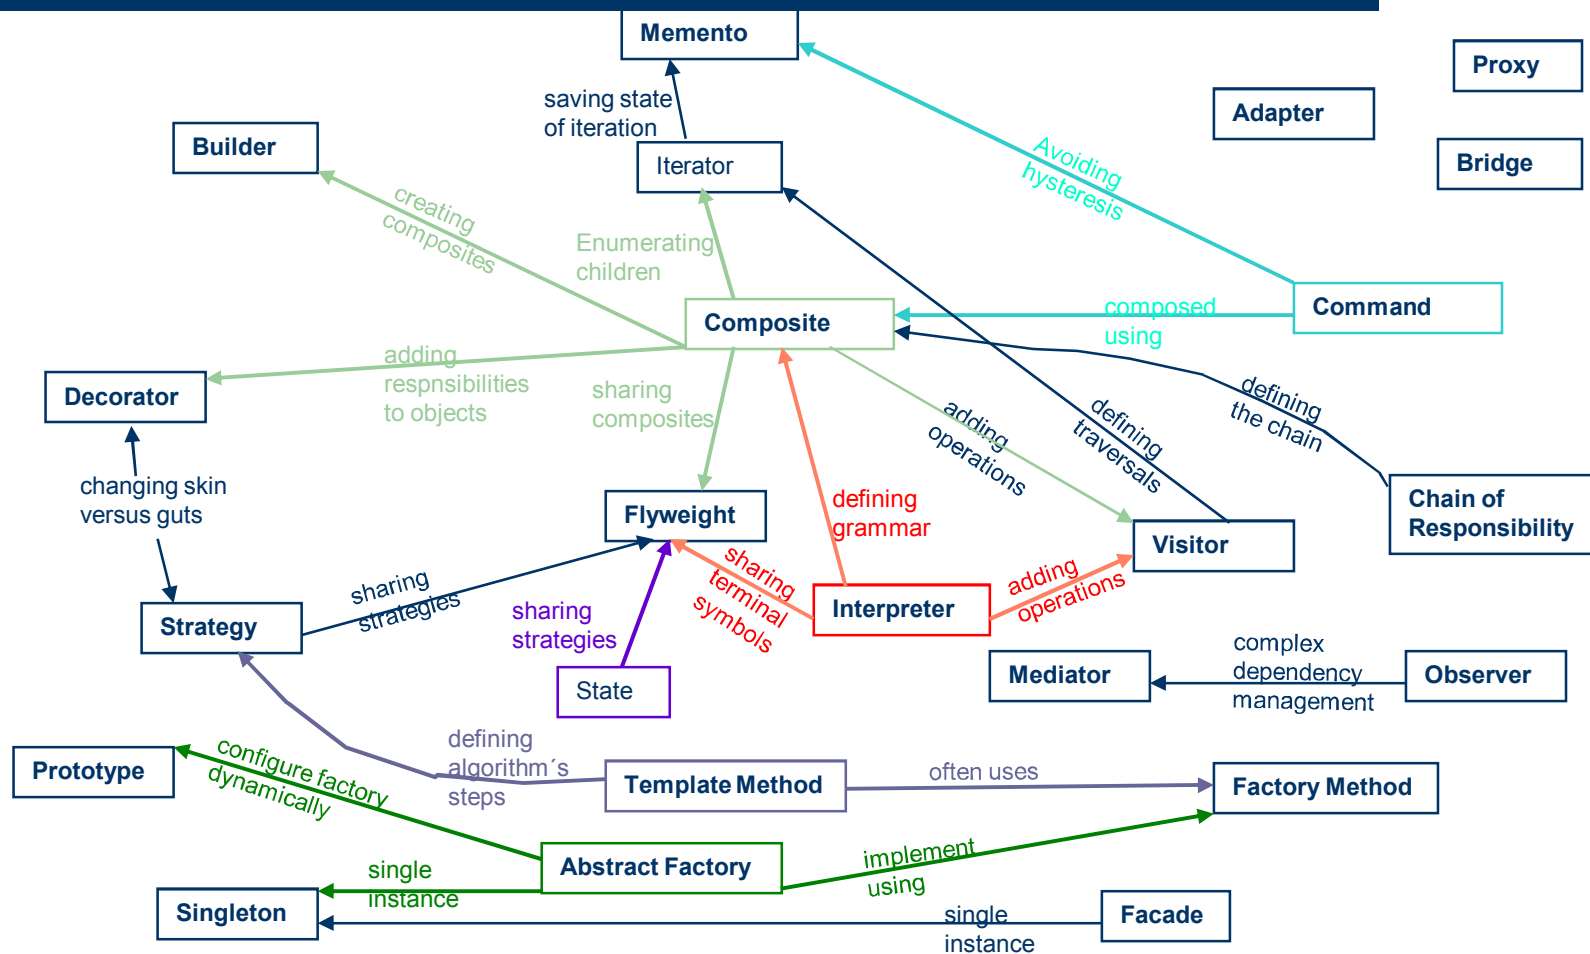 Memento
Proxy
Adapter
saving state
of iteration
Builder
Iterator
Avoiding
hysteresis
Bridge
creating
composites
Enumerating
children
Composite
composed
using
Command
adding
respnsibilities
to objects
Decorator
sharing
composites
adding
operations
defining
traversals
defining
the chain
changing skin
versus guts
Flyweight
defining
grammar
Visitor
Chain of
Responsibility
sharing
strategies
Strategy
sharing
strategies
sharing
terminal
symbols
Interpreter
adding
operations
State
Mediator
complex
dependency
management
Observer
Prototype
configure factory
dynamically
defining
algorithm´s
steps
Template Method
often uses
Factory Method
single
instance
Abstract Factory
implement
using
Singleton
single
instance
Facade